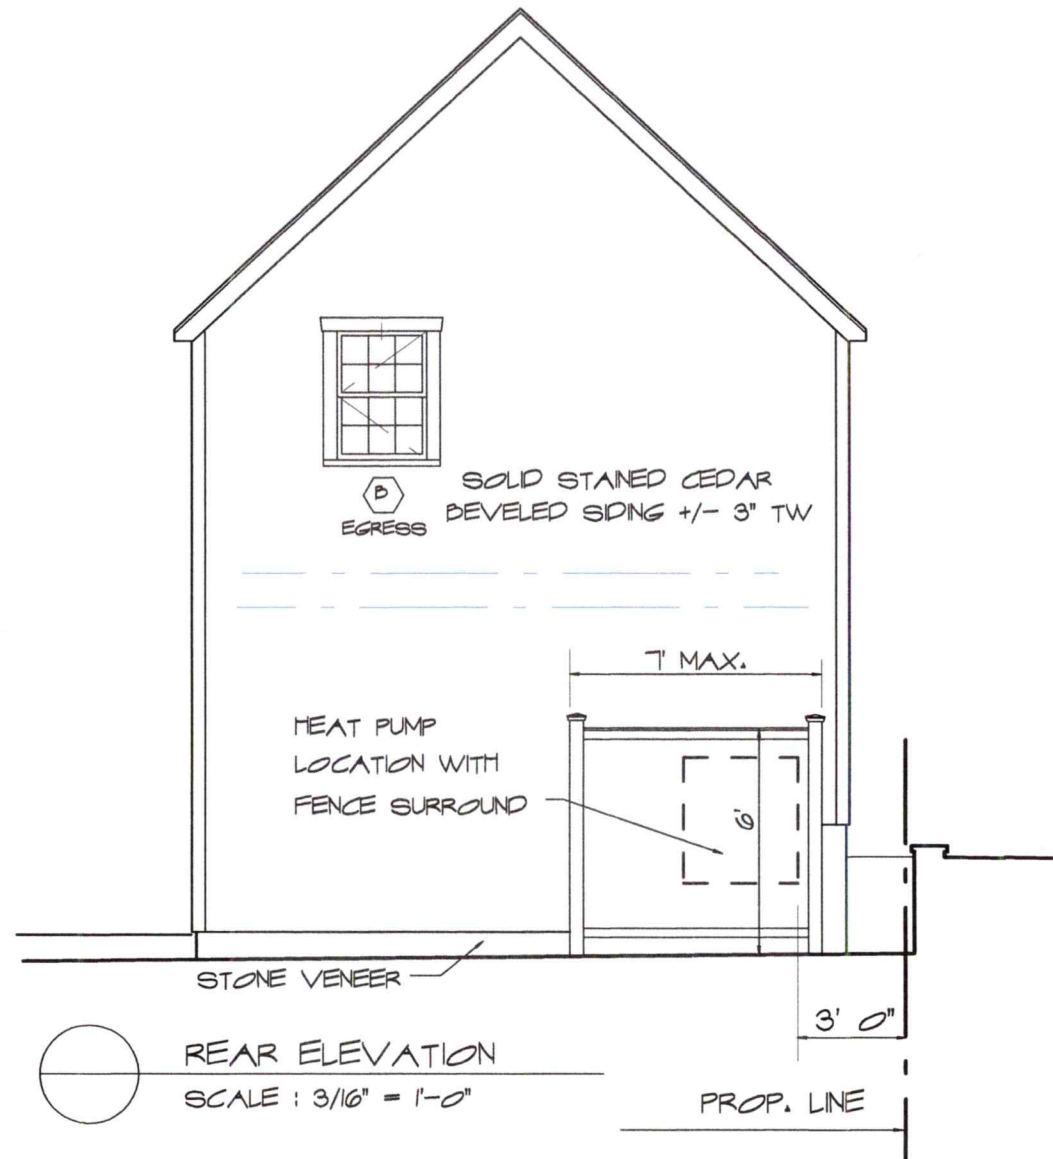 B
EGRESS
SOLID STAINED CEDAR
BEVELED SIDING +/- 3" TW
7' MAX.
HEAT PUMP
LOCATION WITH
FENCE SURROUND
6'
STONE VENEER
3' 0"
REAR ELEVATION
SCALE : 3/16" = 1'-0"
PROP. LINE